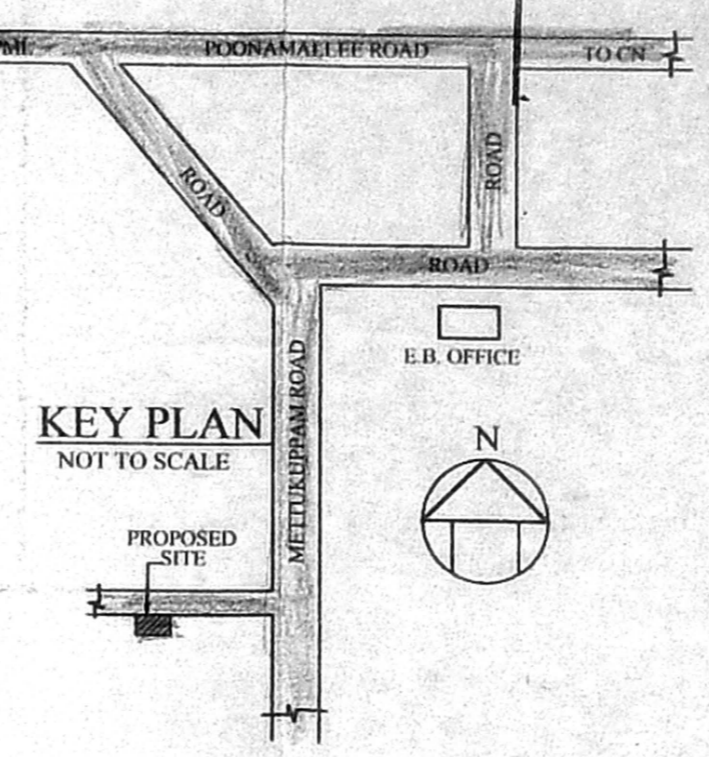 POONAMALLEE ROAD
TO CN
ROAD
ROAD
ROAD
E.B. OFFICE
METTUKUPPAM ROAD
KEY PLAN
NOT TO SCALE
N
PROPOSED
SITE